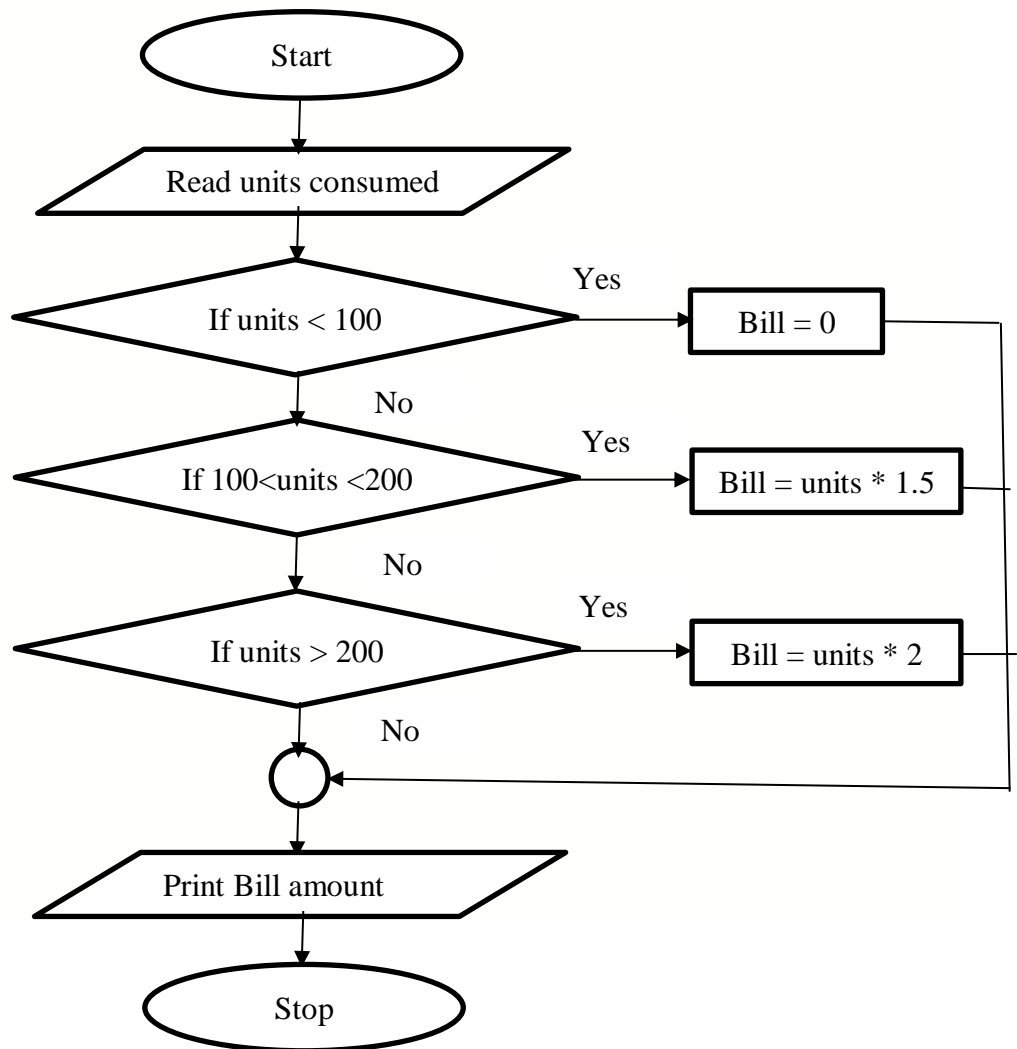 Start
Read units consumed
If units < 100
Yes
Bill = 0
No
If 100<units <200
Yes
Bill = units * 1.5
No
If units > 200
Yes
Bill = units * 2
No
Print Bill amount
Stop